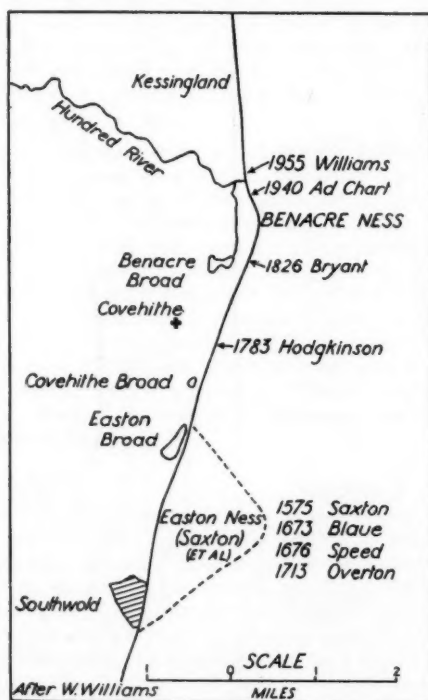 Kessingland
Hundred River
1955 Williams
1940 Ad Chart
BENACRE NESS
Benacre
Broad
1826 Bryant
Covehithe
1783 Hodgkinson
Covehithe Broad
Easton
Broad
Easton Ness
(Saxton)
(ET AL)
1575 Saxton
1673 Blaue
1676 Speed
1713 Overton
Southwold
After W. Williams
SCALE
1 0 1 2
MILES